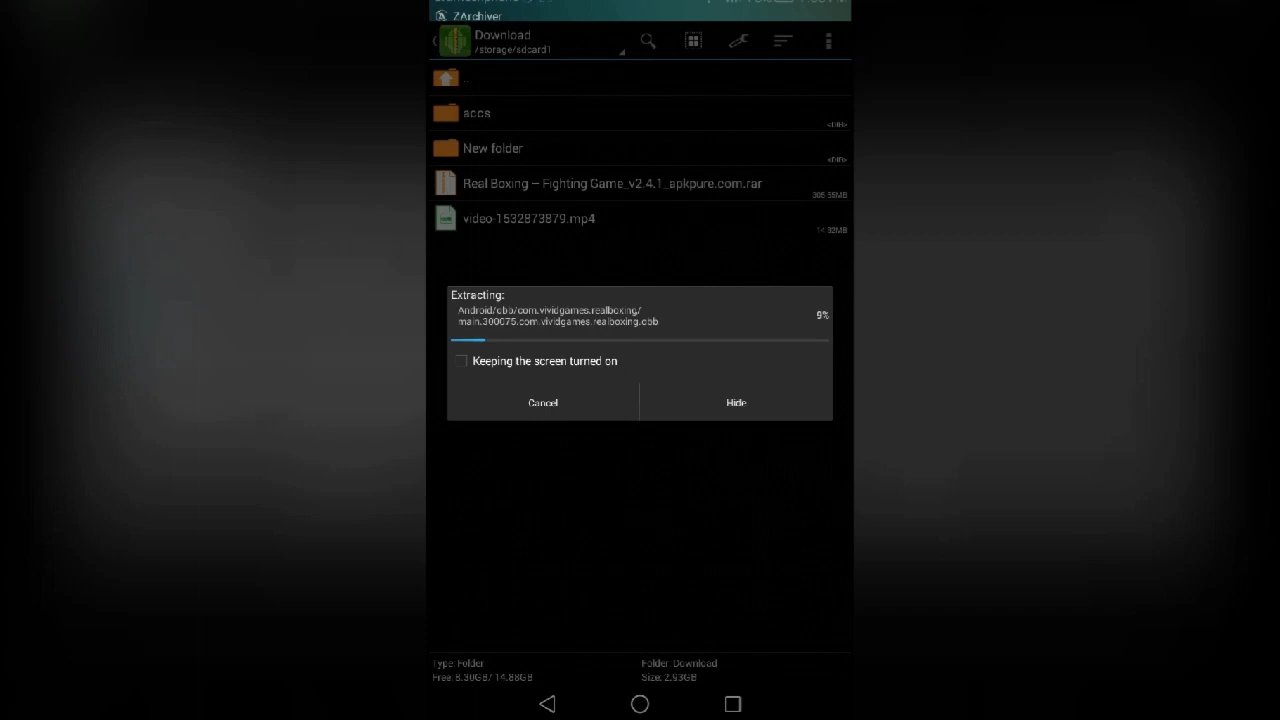 ZArchiver
Download
/storage/sdcard1
..
accs
<DIR>
New folder
<DIR>
Real Boxing – Fighting Game_v2.4.1_apkpure.com.rar
video-1532873879.mp4
Extracting:
Android/obb/com.vividgames.realboxing/
main.300075.com.vividgames.realboxing.obb
9%
Keeping the screen turned on
Cancel
Hide
Type: Folder
Folder: Download
Free: 8.30GB/ 14.88GB
Size: 2.93GB